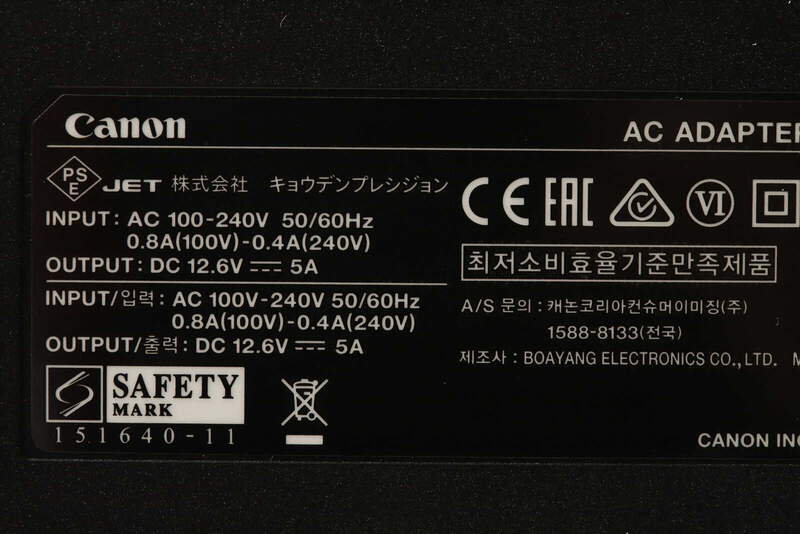 Canon
AC ADAPTER
PS
E
JET 株式会社 キョウデンプレシジョン
INPUT: AC 100-240V 50/60Hz
0.8A(100V)-0.4A(240V)
OUTPUT: DC 12.6V 5A
CE EAC VI
INPUT/입력: AC 100V-240V 50/60Hz
0.8A(100V)-0.4A(240V)
OUTPUT/출력: DC 12.6V 5A
최저소비효율기준만족제품
A/S 문의 : 캐논코리아컨슈머이미징(주)
1588-8133(전국)
제조사 : BOAYANG ELECTRONICS CO., LTD.
SAFETY
MARK
151640-11
CANON INC